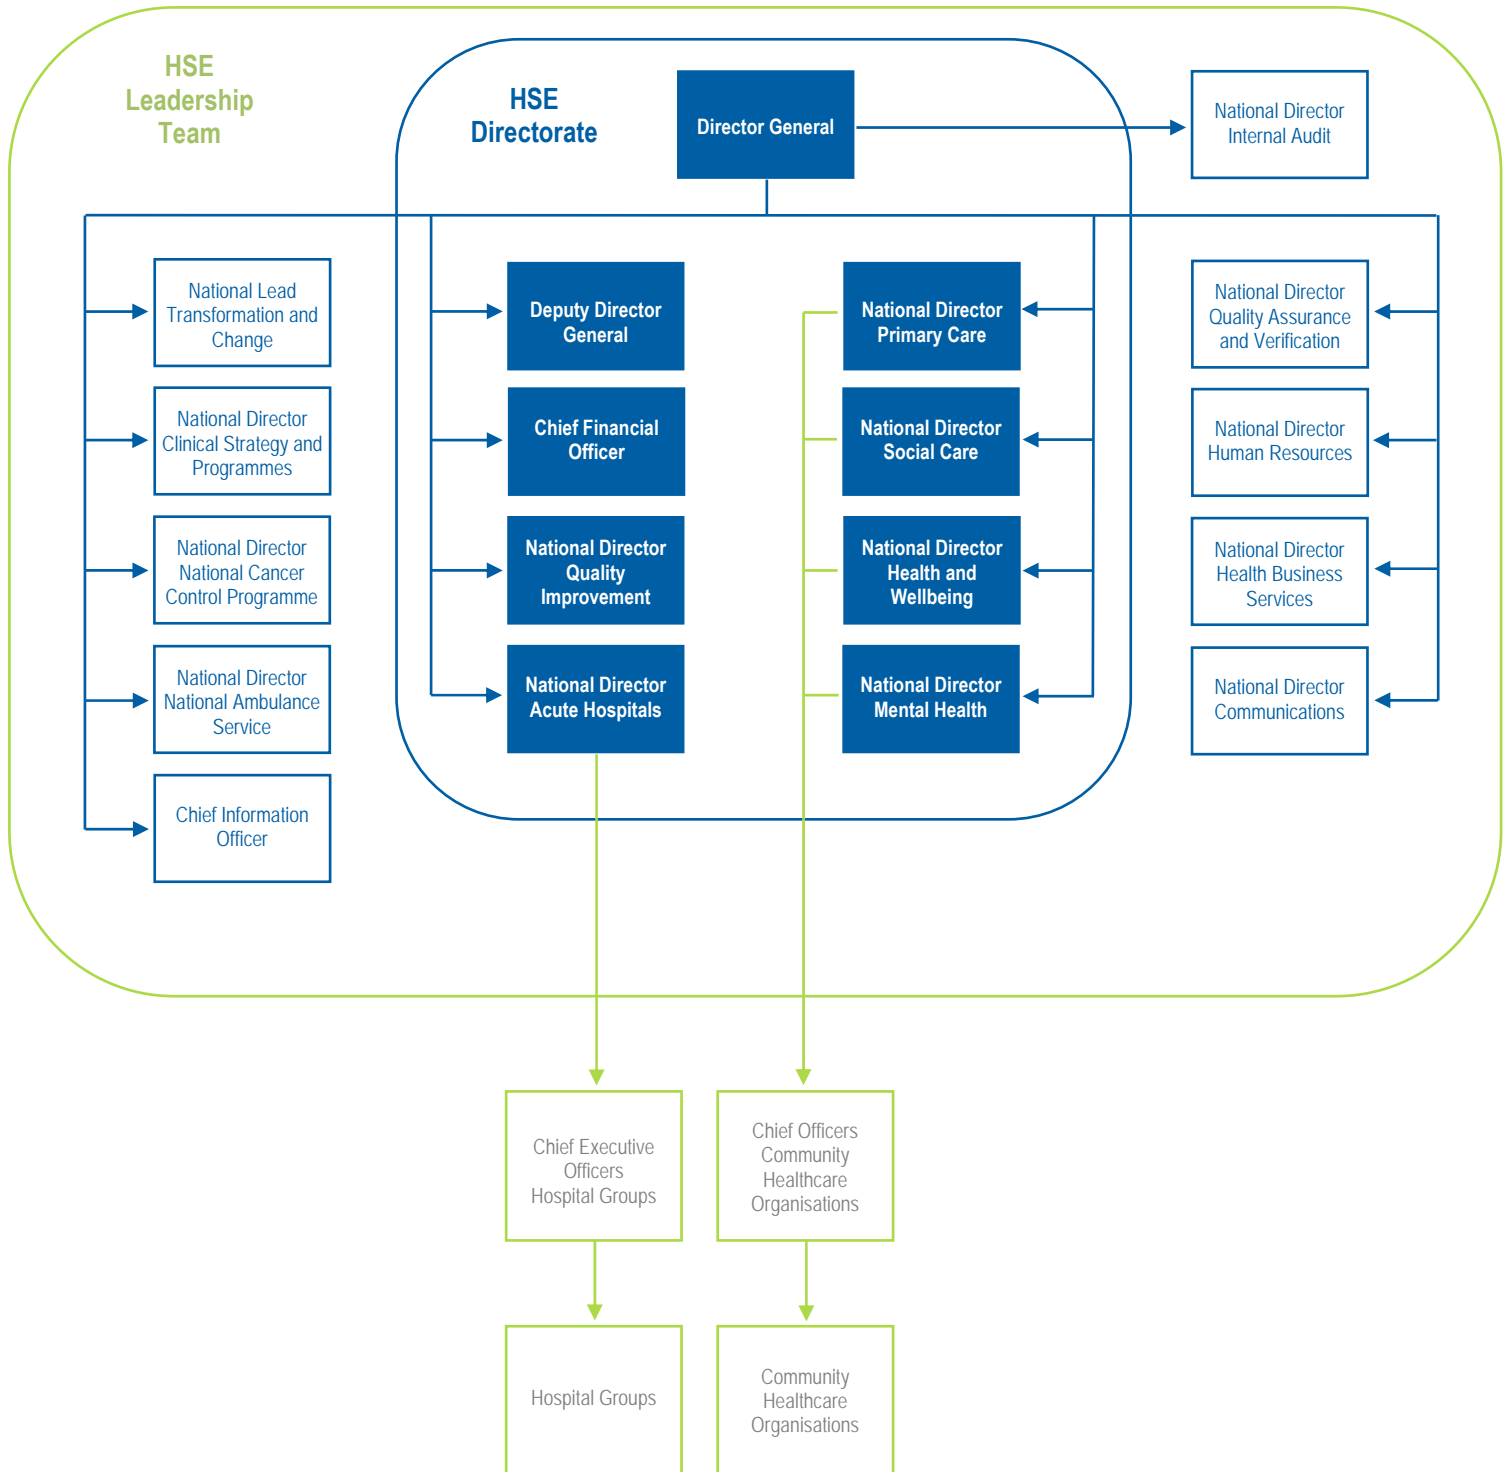 HSE
Leadership
Team
HSE
Directorate
Director General
National Director
Internal Audit
National Lead
Transformation and
Change
Deputy Director
General
National Director
Primary Care
National Director
Quality Assurance
and Verification
National Director
Clinical Strategy and
Programmes
Chief Financial
Officer
National Director
Social Care
National Director
Human Resources
National Director
National Cancer
Control Programme
National Director
Quality
Improvement
National Director
Health and
Wellbeing
National Director
Health Business
Services
National Director
National Ambulance
Service
National Director
Acute Hospitals
National Director
Mental Health
National Director
Communications
Chief Information
Officer
Chief Executive
Officers
Hospital Groups
Chief Officers
Community
Healthcare
Organisations
Hospital Groups
Community
Healthcare
Organisations